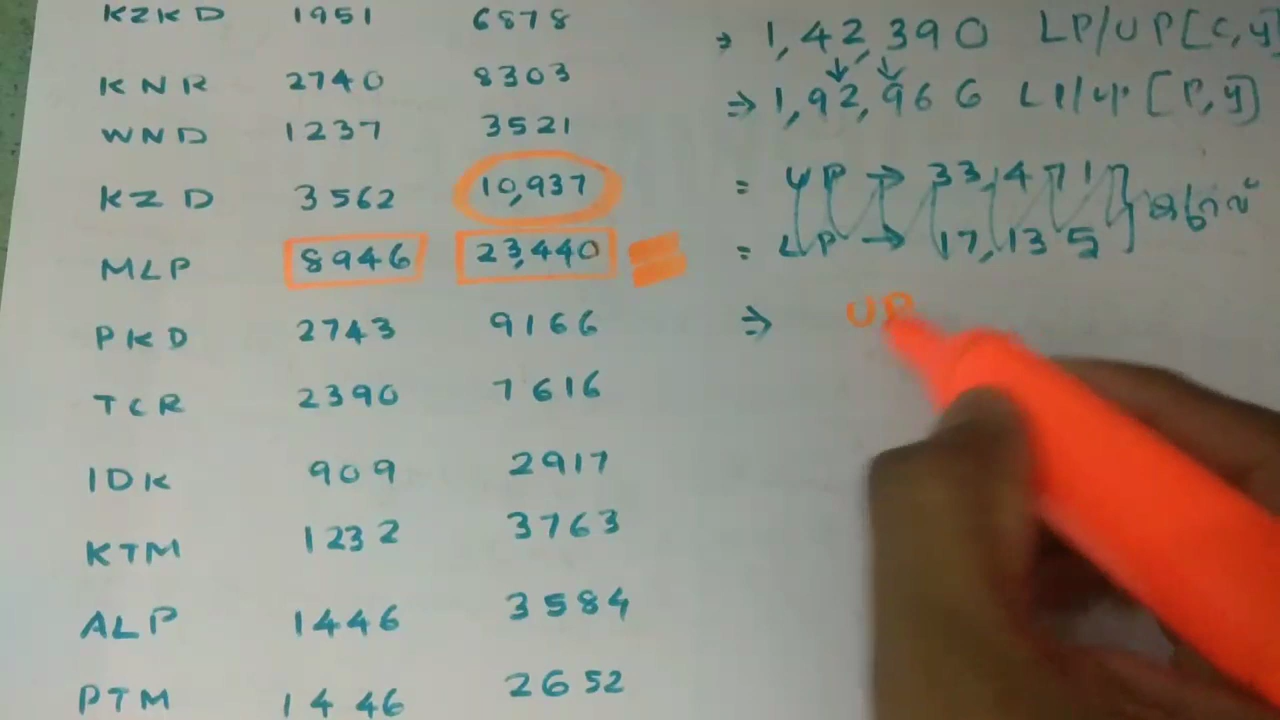 KZKD 1951 6878
KNR 2740 8303
WND 1237 3521
KZD 3562 10,937
MLP 8946 23,440
PKD 2743 9166
TCR 2390 7616
IDK 909 2917
KTM 1232 3763
ALP 1446 3584
PTM 1446 2652
⇒ 1,42,390 LP/UP[C,y]
⇒ 1,92,966 LP/UP [P,y]
= UP → 33,471
= LP → 17,135
⇒ UP